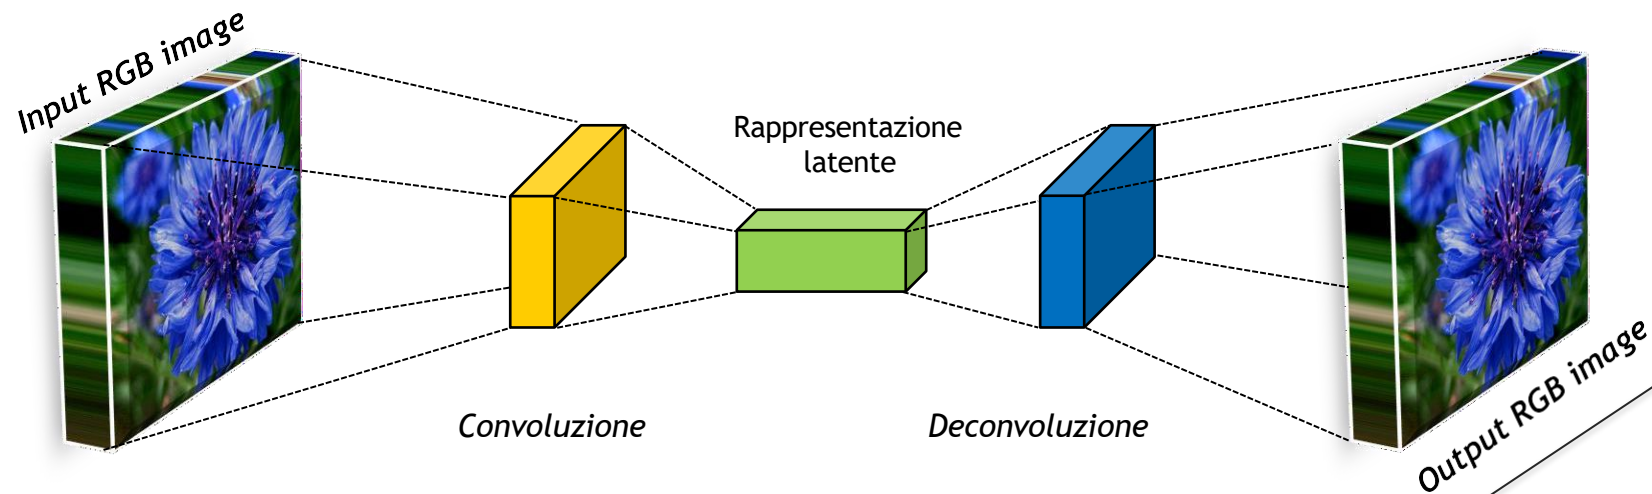 Input RGB image
Rappresentazione
latente
Convoluzione
Deconvoluzione
Output RGB image